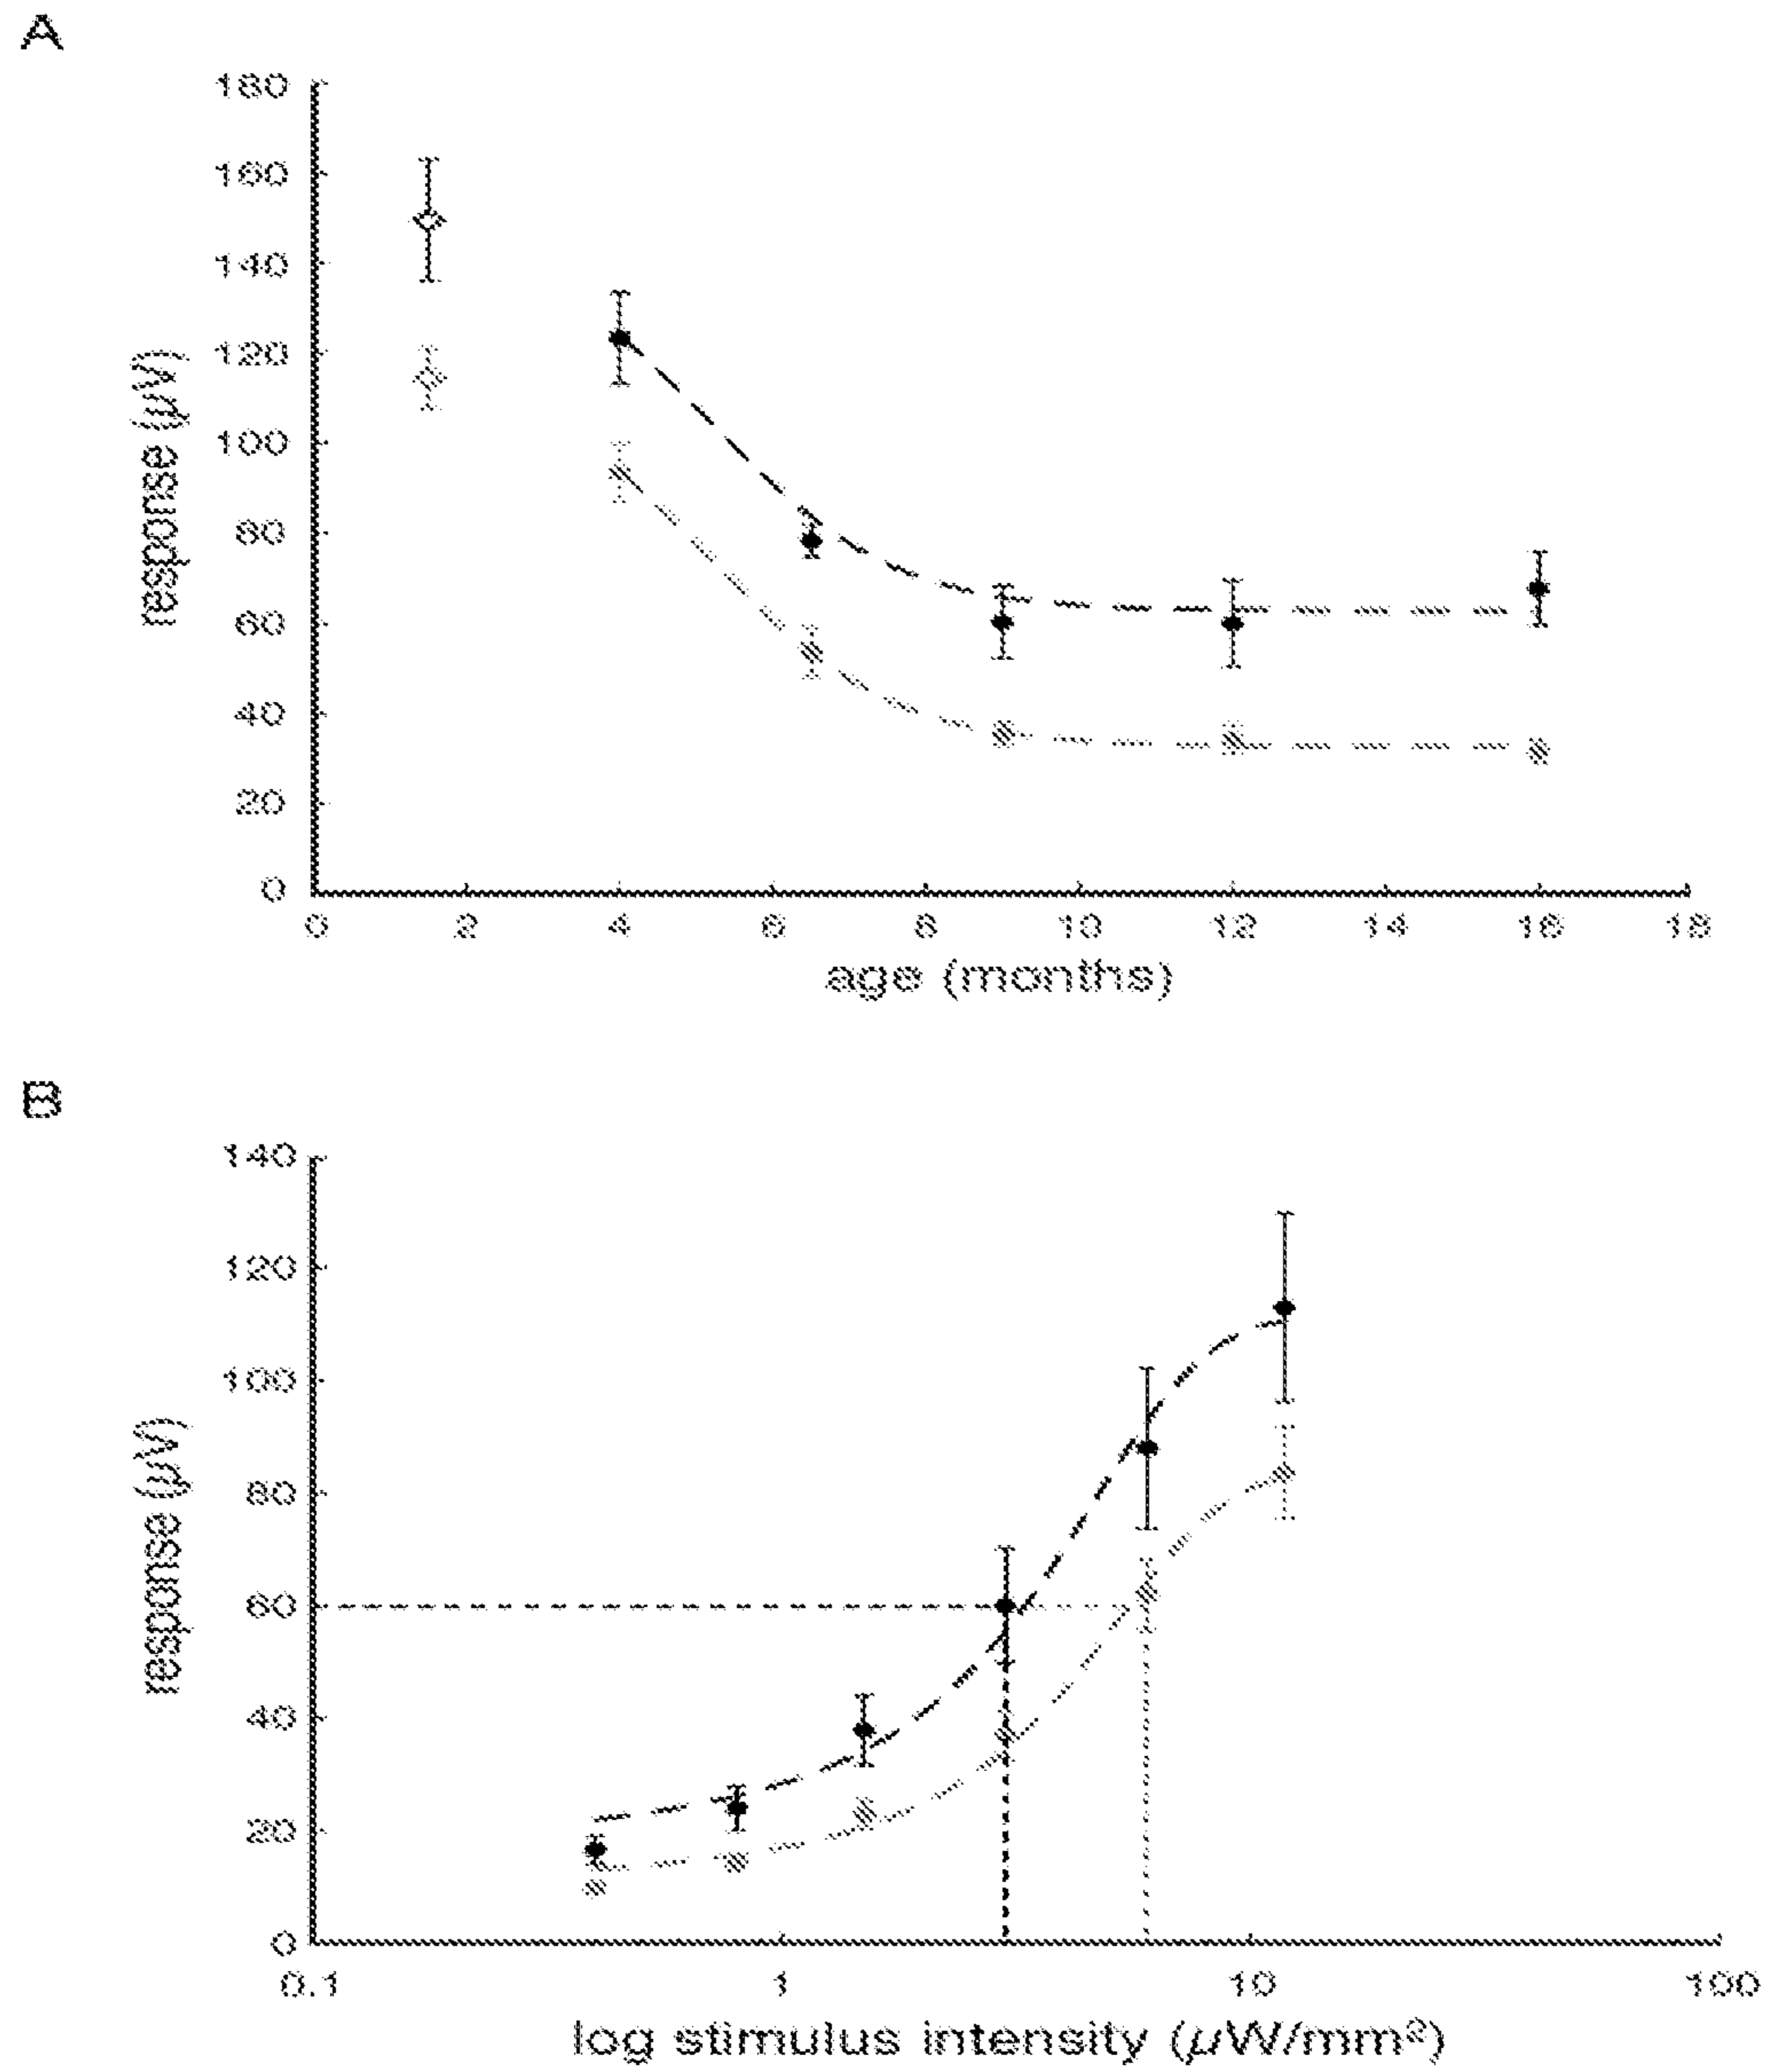 A
180
160
140
120
100
80
60
40
20
0
response (μV)
0 2 4 6 8 10 12 14 16 18
age (months)
B
140
120
100
80
60
40
20
0
response (μV)
0.1 1 10 100
log stimulus intensity (μW/mm²)